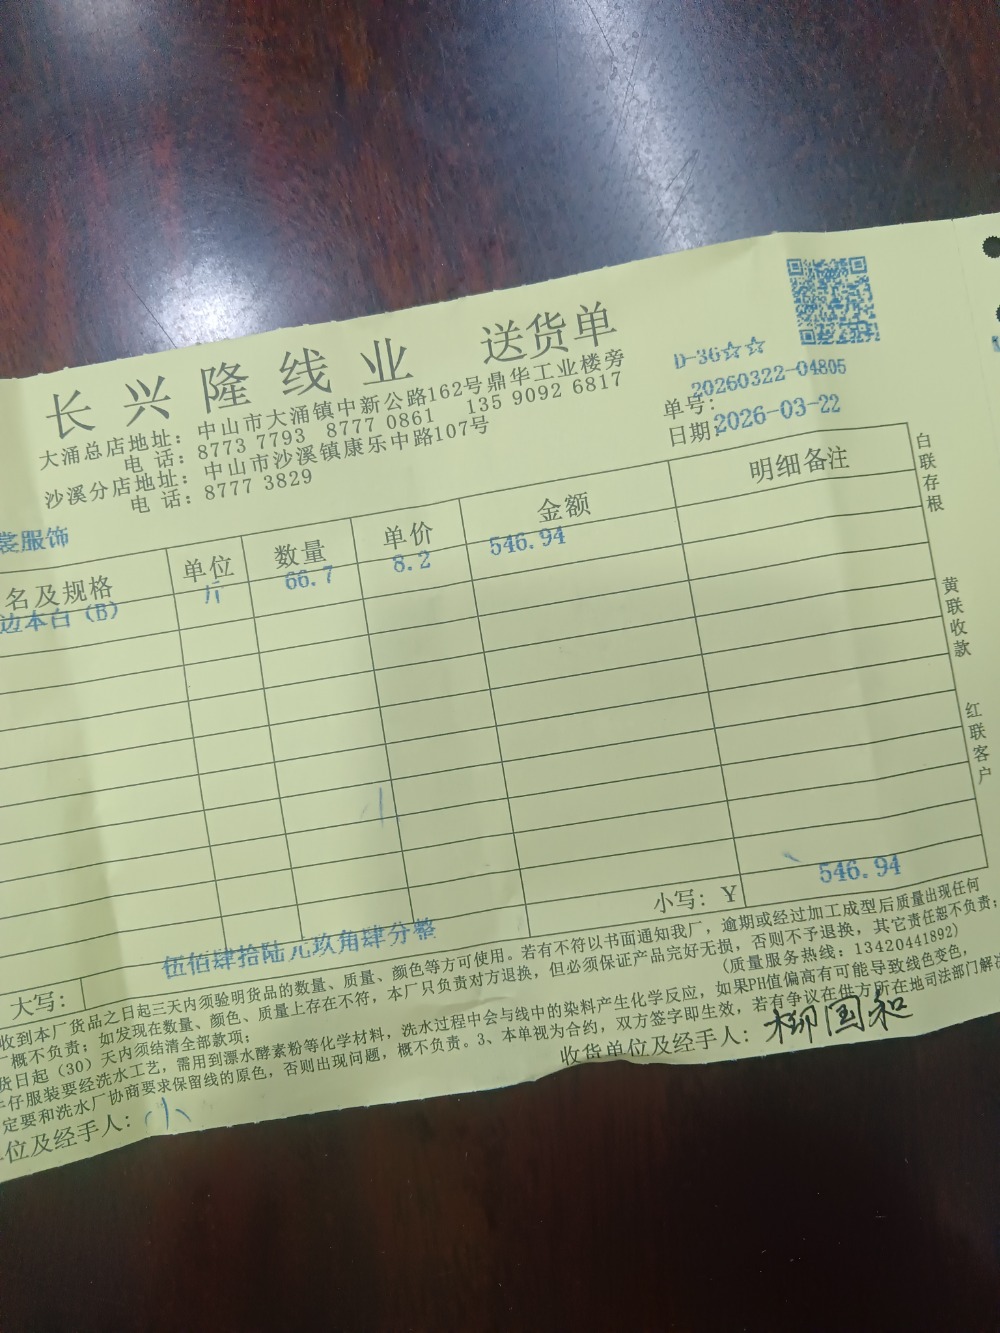 长兴隆线业 送货单
D-36☆☆
大涌总店地址：中山市大涌镇中新公路162号鼎华工业楼旁
电 话：8773 7793 8777 0861 135 9092 6817
沙溪分店地址：中山市沙溪镇康乐中路107号
电 话：8777 3829
单号：20260322-04805
日期：2026-03-22
裳服饰
名及规格 单位 数量 单价 金额 明细备注
边本白（B） 斤 66.7 8.2 546.94
白联存根
黄联收款
红联客户
小写：￥ 546.94
大写： 伍佰肆拾陆元玖角肆分整
收到本厂货品之日起三天内须验明货品的数量、质量、颜色等方可使用。若有不符以书面通知我厂，逾期或经过加工成型后质量出现任何
概不负责；如发现在数量、颜色、质量上存在不符，本厂只负责对方退换，但必须保证产品完好无损，否则不予退换，其它责任恕不负责；
货日起（30）天内须结清全部款项； （质量服务热线：13420441892）
牛仔服装要经洗水工艺，需用到漂水酵素粉等化学材料，洗水过程中会与线中的染料产生化学反应，如果PH值偏高有可能导致线色变色，
定要和洗水厂协商要求保留线的原色，否则出现问题，概不负责。3、本单视为合约，双方签字即生效，若有争议在供方所在地司法部门解决
单位及经手人： 小
收货单位及经手人：柳国和